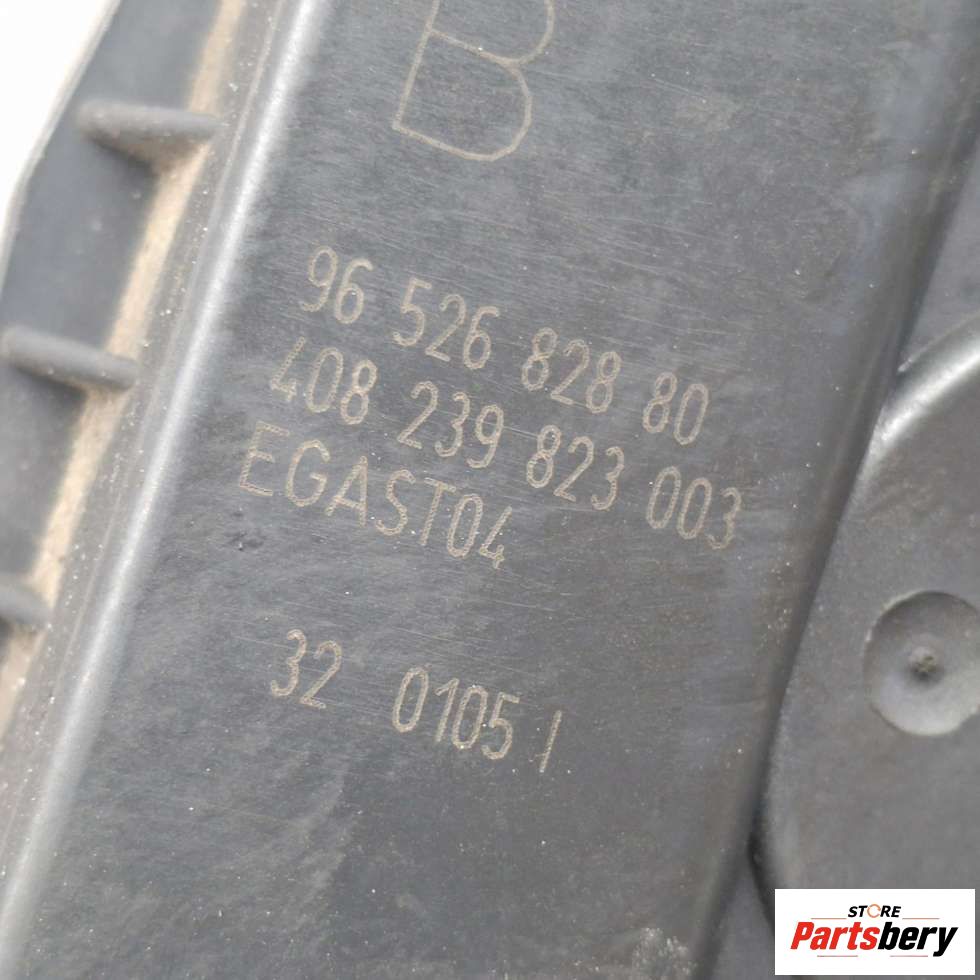 B
96 526 828 80
408 239 823 003
EGAST04
32 0105 /
STORE
Partsbery